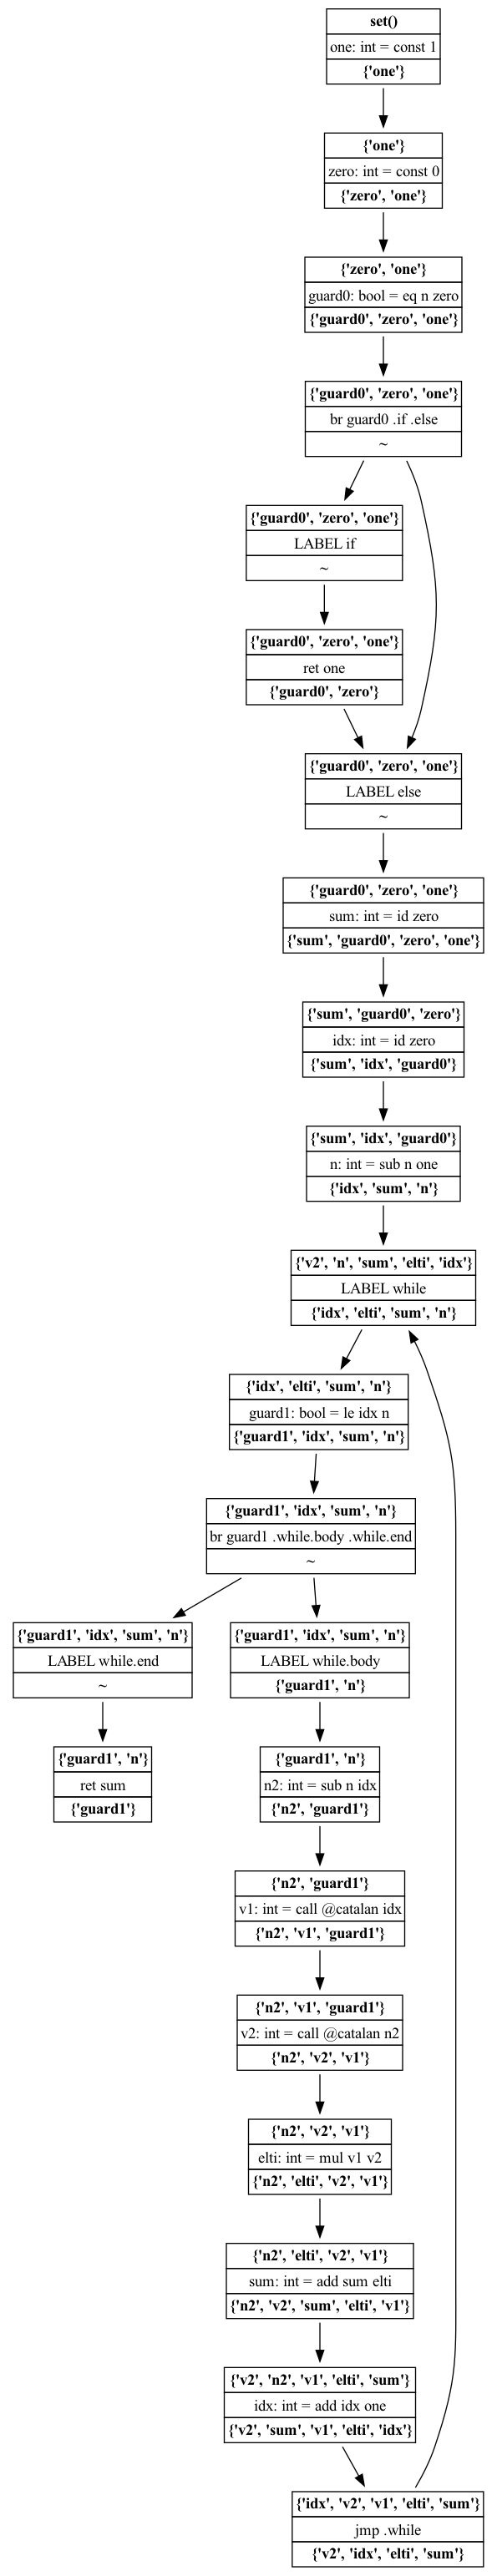 set()
one: int = const 1
{'one'}
{'one'}
zero: int = const 0
{'zero', 'one'}
{'zero', 'one'}
guard0: bool = eq n zero
{'guard0', 'zero', 'one'}
{'guard0', 'zero', 'one'}
br guard0 .if .else
~
{'guard0', 'zero', 'one'}
LABEL if
~
{'guard0', 'zero', 'one'}
ret one
{'guard0', 'zero'}
{'guard0', 'zero', 'one'}
LABEL else
~
{'guard0', 'zero', 'one'}
sum: int = id zero
{'sum', 'guard0', 'zero', 'one'}
{'sum', 'guard0', 'zero'}
idx: int = id zero
{'sum', 'idx', 'guard0'}
{'sum', 'idx', 'guard0'}
n: int = sub n one
{'idx', 'sum', 'n'}
{'v2', 'n', 'sum', 'elti', 'idx'}
LABEL while
{'idx', 'elti', 'sum', 'n'}
{'idx', 'elti', 'sum', 'n'}
guard1: bool = le idx n
{'guard1', 'idx', 'sum', 'n'}
{'guard1', 'idx', 'sum', 'n'}
br guard1 .while.body .while.end
~
{'guard1', 'idx', 'sum', 'n'}
LABEL while.end
~
{'guard1', 'n'}
ret sum
{'guard1'}
{'guard1', 'idx', 'sum', 'n'}
LABEL while.body
{'guard1', 'n'}
{'guard1', 'n'}
n2: int = sub n idx
{'n2', 'guard1'}
{'n2', 'guard1'}
v1: int = call @catalan idx
{'n2', 'v1', 'guard1'}
{'n2', 'v1', 'guard1'}
v2: int = call @catalan n2
{'n2', 'v2', 'v1'}
{'n2', 'v2', 'v1'}
elti: int = mul v1 v2
{'n2', 'elti', 'v2', 'v1'}
{'n2', 'elti', 'v2', 'v1'}
sum: int = add sum elti
{'n2', 'v2', 'sum', 'elti', 'v1'}
{'v2', 'n2', 'v1', 'elti', 'sum'}
idx: int = add idx one
{'v2', 'sum', 'v1', 'elti', 'idx'}
{'idx', 'v2', 'v1', 'elti', 'sum'}
jmp .while
{'v2', 'idx', 'elti', 'sum'}